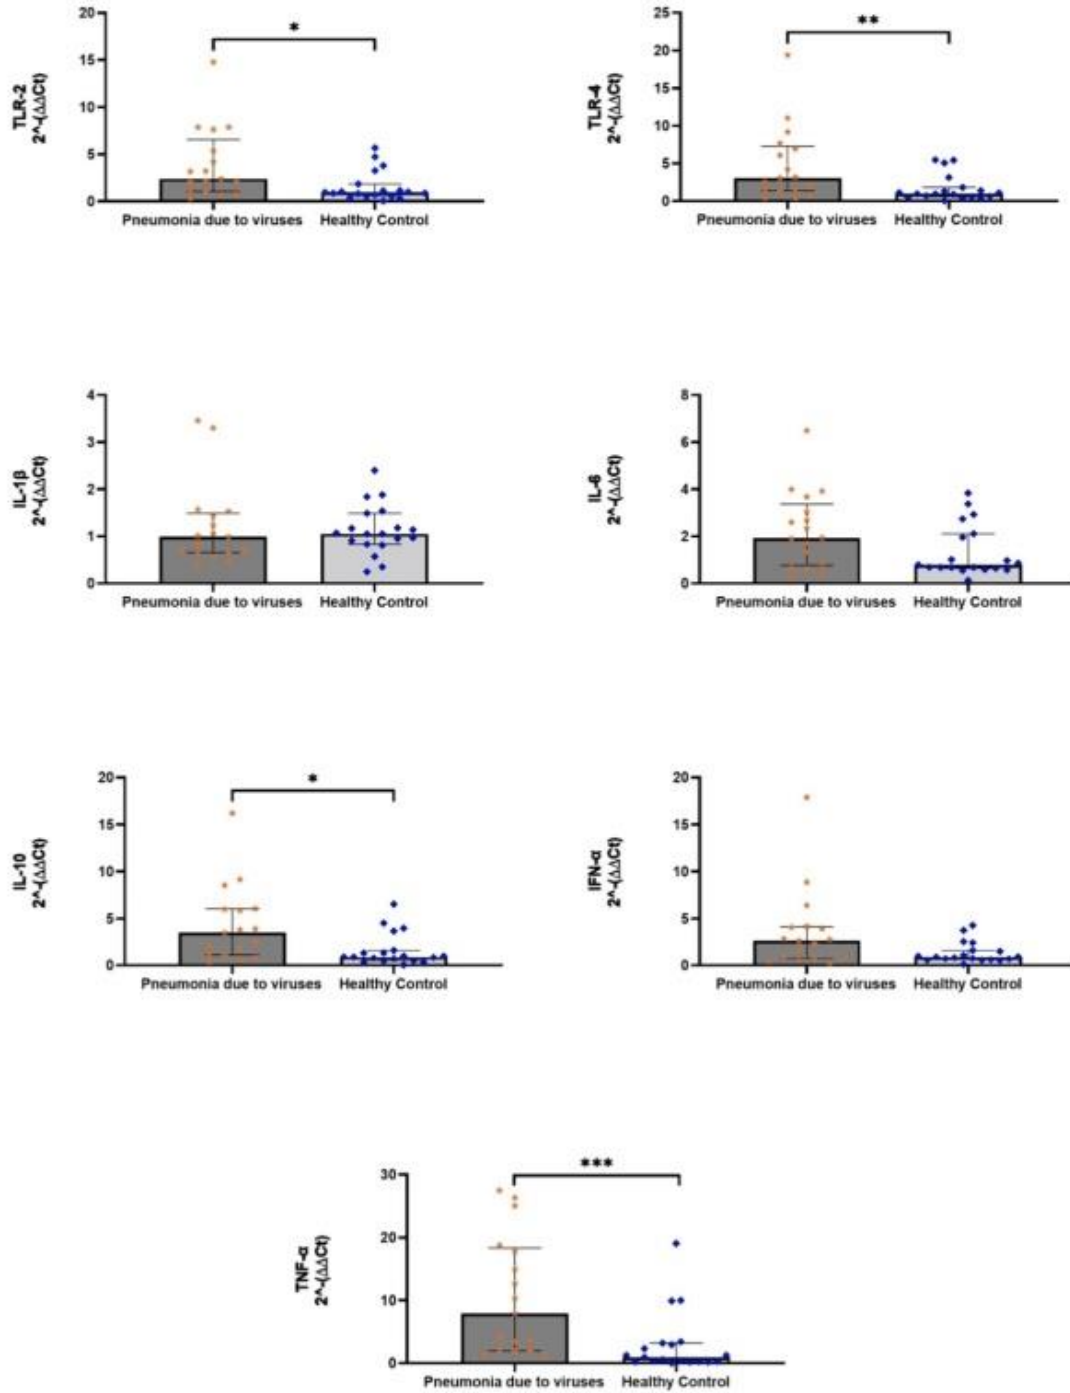 TLR-2
2^-(ΔΔCt)
20
15
10
5
0
*
Pneumonia due to viruses Healthy Control
TLR-4
2^-(ΔΔCt)
25
20
15
10
5
0
**
Pneumonia due to viruses Healthy Control
IL-1β
2^-(ΔΔCt)
4
3
2
1
0
Pneumonia due to viruses Healthy Control
IL-6
2^-(ΔΔCt)
8
6
4
2
0
Pneumonia due to viruses Healthy Control
IL-10
2^-(ΔΔCt)
20
15
10
5
0
*
Pneumonia due to viruses Healthy Control
IFN-α
2^-(ΔΔCt)
20
15
10
5
0
Pneumonia due to viruses Healthy Control
TNF-α
2^-(ΔΔCt)
30
20
10
0
***
Pneumonia due to viruses Healthy Control